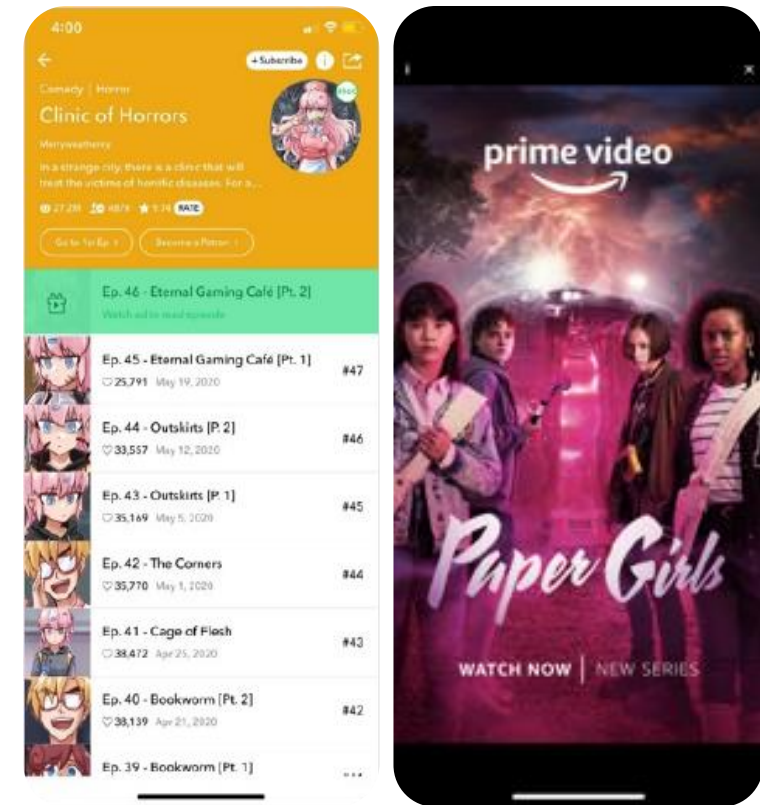 4:00
+Subscribe
i
Comedy | Horror
Clinic of Horrors
Merryweatherey
In a strange city, there is a clinic that will
treat the victims of horrific diseases. For a...
RATE
Go to 1st Ep. >
Become a Patron >
Ep. 46 - Eternal Gaming Café [Pt. 2]
Watch ad to read episode
Ep. 45 - Eternal Gaming Café [Pt. 1]
25,791 May 19, 2020
#47
Ep. 44 - Outskirts [P. 2]
33,557 May 12, 2020
#46
Ep. 43 - Outskirts [P. 1]
35,169 May 5, 2020
#45
Ep. 42 - The Corners
35,770 May 1, 2020
#44
Ep. 41 - Cage of Flesh
38,472 Apr 25, 2020
#43
Ep. 40 - Bookworm [Pt. 2]
38,139 Apr 21, 2020
#42
Ep. 39 - Bookworm [Pt. 1]
prime video
Paper Girls
WATCH NOW | NEW SERIES